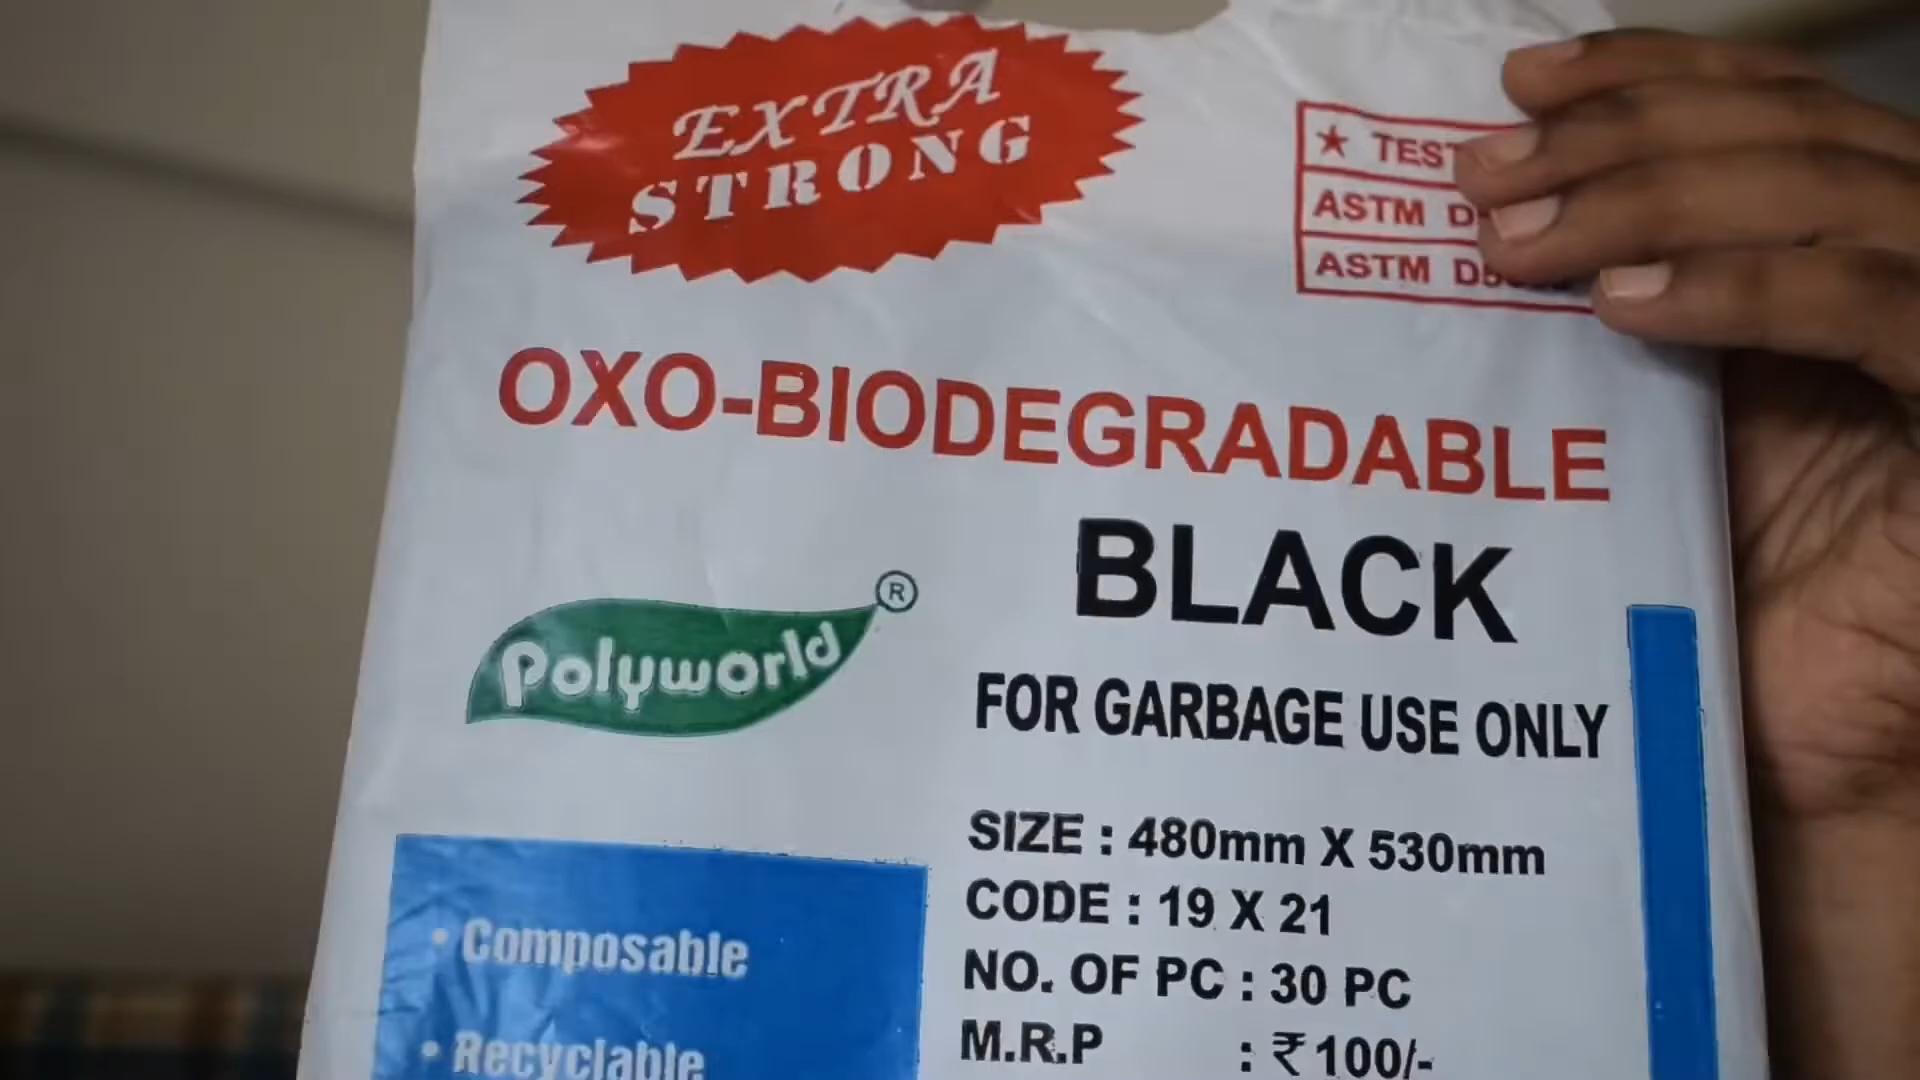 EXTRA
STRONG
★ TEST
ASTM
ASTM
OXO-BIODEGRADABLE
BLACK
Polyworld ®
FOR GARBAGE USE ONLY
SIZE : 480mm X 530mm
CODE : 19 X 21
NO. OF PC : 30 PC
M.R.P : ₹100/-
• Composable
• Recyclable